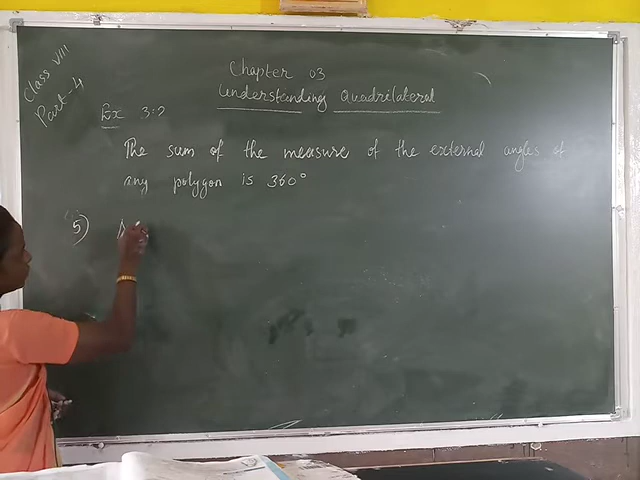 Class VIII
Part - 4
Chapter 03
Understanding Quadrilateral
Ex 3.2
The sum of the measure of the external angles of
any polygon is 360°
5)